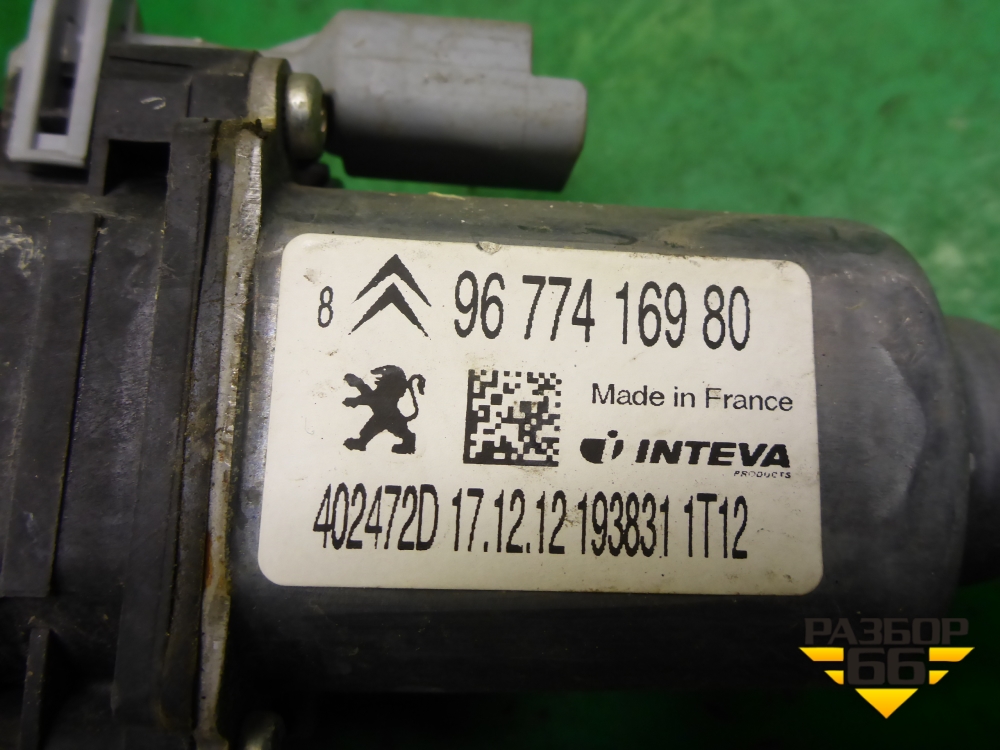 8 96 774 169 80
Made in France
INTEVA
PRODUCTS
402472D 17.12.12 193831 1T12
РАЗБОР
66